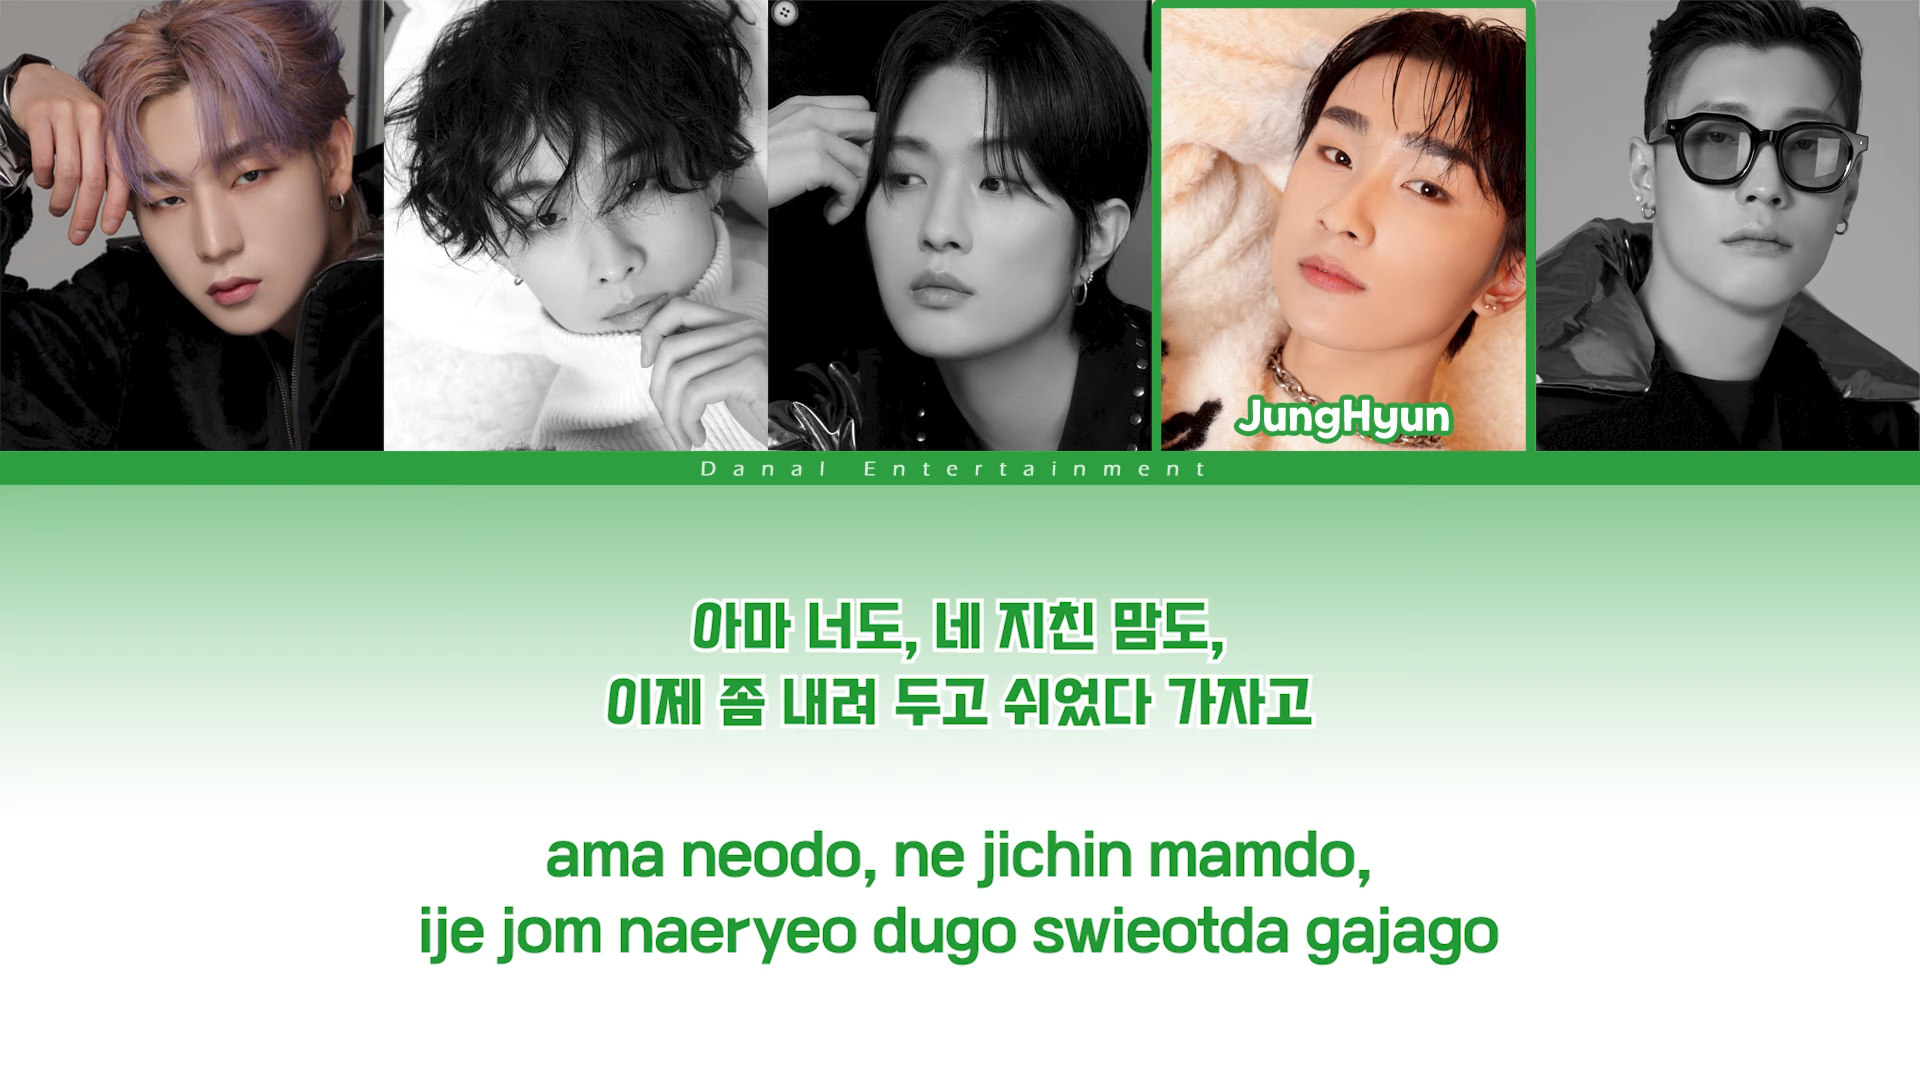 JungHyun
Danal Entertainment
아마 너도, 네 지친 맘도,
이제 좀 내려 두고 쉬었다 가자고
ama neodo, ne jichin mamdo,
ije jom naeryeo dugo swieotda gajago